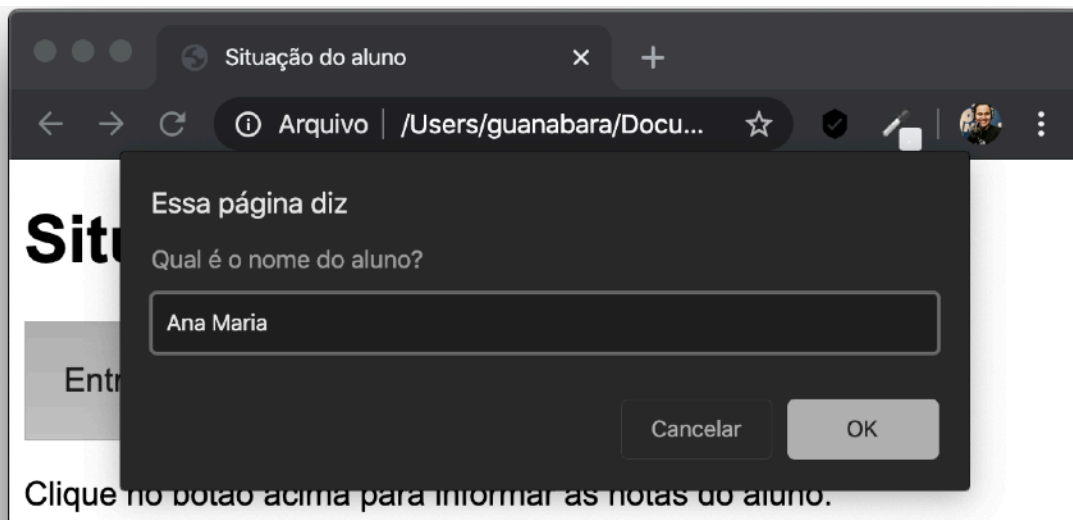 Situação do aluno
Arquivo | /Users/guanabara/Docu...
Essa página diz
Situ
Qual é o nome do aluno?
Ana Maria
Entr
Cancelar OK
Clique no botão acima para informar as notas do aluno.